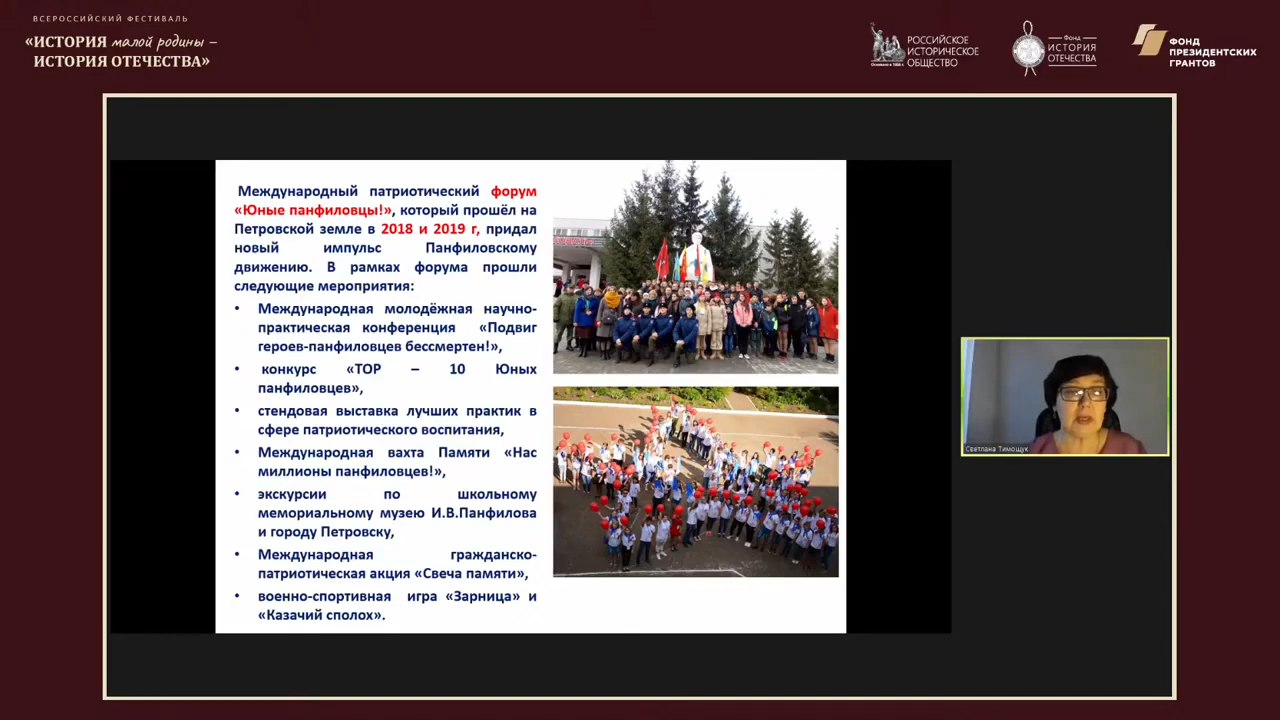 ВСЕРОССИЙСКИЙ ФЕСТИВАЛЬ
«ИСТОРИЯ малой родины –
ИСТОРИЯ ОТЕЧЕСТВА»
РОССИЙСКОЕ
ИСТОРИЧЕСКОЕ
ОБЩЕСТВО
Основано в 1866 г.
Фонд
ИСТОРИЯ
ОТЕЧЕСТВА
ФОНД
ПРЕЗИДЕНТСКИХ
ГРАНТОВ
Международный патриотический форум
«Юные панфиловцы!», который прошёл на
Петровской земле в 2018 и 2019 г, придал
новый импульс Панфиловскому
движению. В рамках форума прошли
следующие мероприятия:
• Международная молодёжная научно-
практическая конференция «Подвиг
героев-панфиловцев бессмертен!»,
• конкурс «ТОР – 10 Юных
панфиловцев»,
• стендовая выставка лучших практик в
сфере патриотического воспитания,
• Международная вахта Памяти «Нас
миллионы панфиловцев!»,
• экскурсии по школьному
мемориальному музею И.В.Панфилова
и городу Петровску,
• Международная гражданско-
патриотическая акция «Свеча памяти»,
• военно-спортивная игра «Зарница» и
«Казачий сполох».
Светлана Тимощук